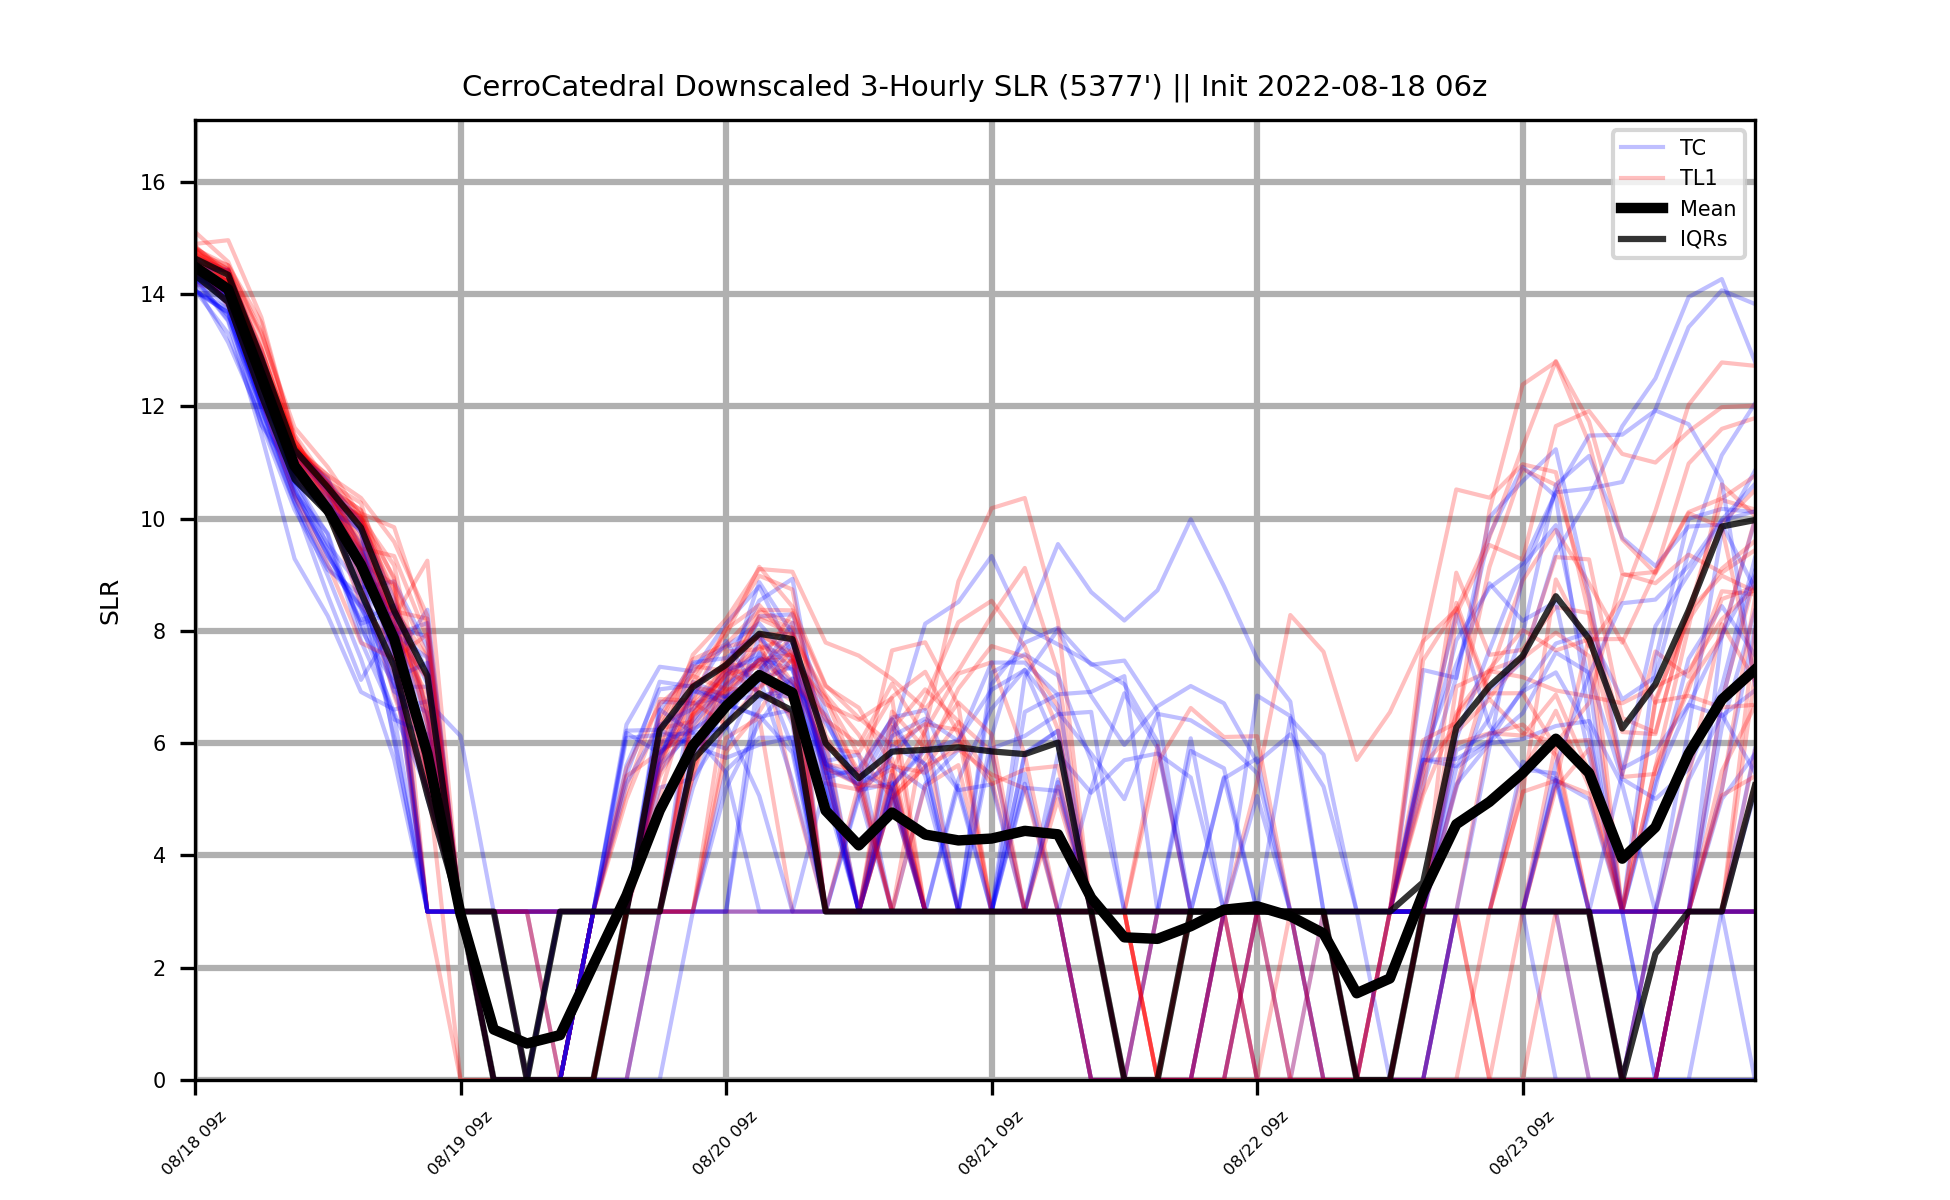 CerroCatedral Downscaled 3-Hourly SLR (5377') || Init 2022-08-18 06z
TC
TL1
Mean
IQRs
SLR
16
14
12
10
8
6
4
2
0
08/18 09z
08/19 09z
08/20 09z
08/21 09z
08/22 09z
08/23 09z